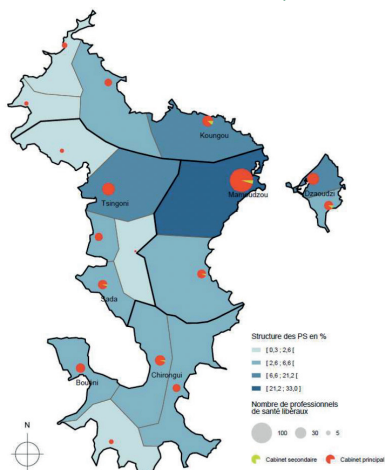 Koungou
Mamoudzou
Dzaoudzi
Tsingoni
Sada
Chirongui
Bouéni
Structure des PS en %
[ 0,3 ; 2,6 [
[ 2,6 ; 6,6 [
[ 6,6 ; 21,2 [
[ 21,2 ; 33,0 ]
Nombre de professionnels
de santé libéraux
100 30 5
N
Cabinet secondaire Cabinet principal